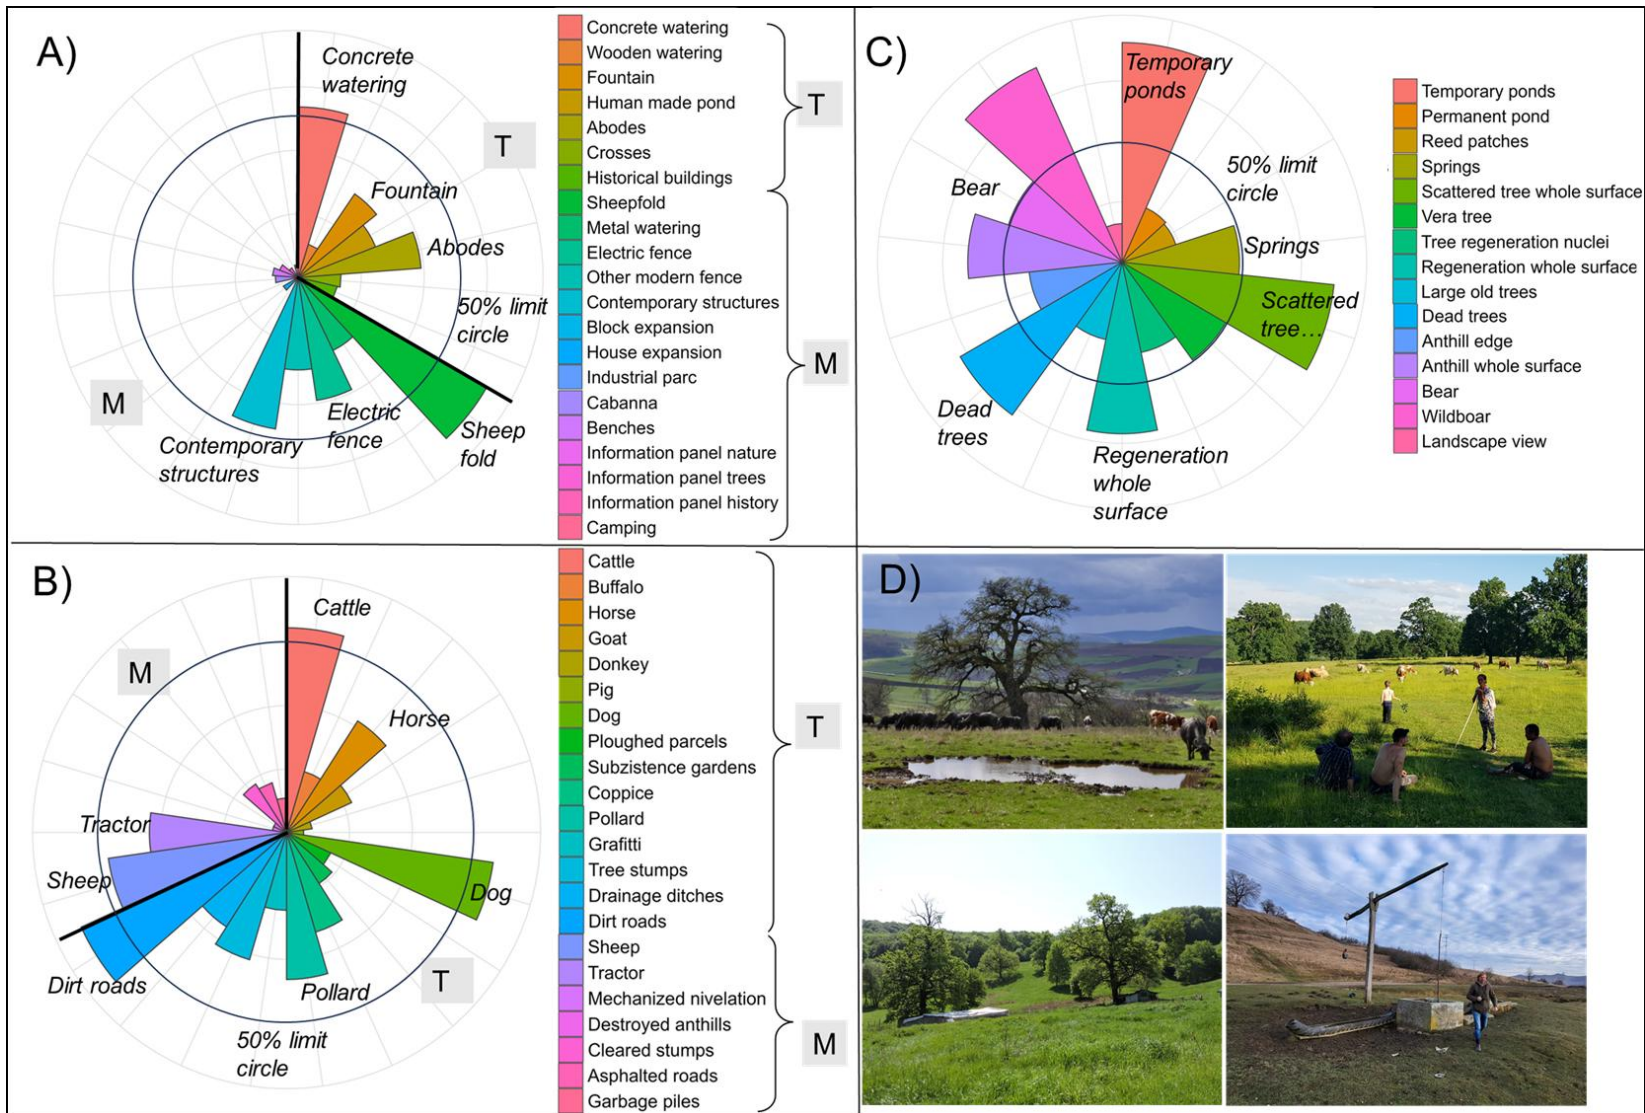 A)
Concrete
watering
T
Fountain
Abodes
50% limit
circle
M
Electric
fence
Sheep
fold
Contemporary
structures
Concrete watering
Wooden watering
Fountain
Human made pond
Abodes
Crosses
Historical buildings
Sheepfold
Metal watering
Electric fence
Other modern fence
Contemporary structures
Block expansion
House expansion
Industrial parc
Cabanna
Benches
Information panel nature
Information panel trees
Information panel history
Camping
T
M
C)
Temporary
ponds
50% limit
circle
Bear
Springs
Scattered
tree…
Dead
trees
Regeneration
whole
surface
Temporary ponds
Permanent pond
Reed patches
Springs
Scattered tree whole surface
Vera tree
Tree regeneration nuclei
Regeneration whole surface
Large old trees
Dead trees
Anthill edge
Anthill whole surface
Bear
Wildboar
Landscape view
B)
Cattle
M
Horse
Tractor
Sheep
Dog
Dirt roads
Pollard
T
50% limit
circle
Cattle
Buffalo
Horse
Goat
Donkey
Pig
Dog
Ploughed parcels
Subzistence gardens
Coppice
Pollard
Grafitti
Tree stumps
Drainage ditches
Dirt roads
Sheep
Tractor
Mechanized nivelation
Destroyed anthills
Cleared stumps
Asphalted roads
Garbage piles
T
M
D)